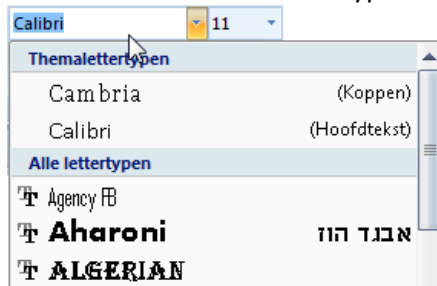 Calibri 11
Themalettertypen
Cambria (Koppen)
Calibri (Hoofdtekst)
Alle lettertypen
Agency FB
Aharoni אבגד הוז
ALGERIAN